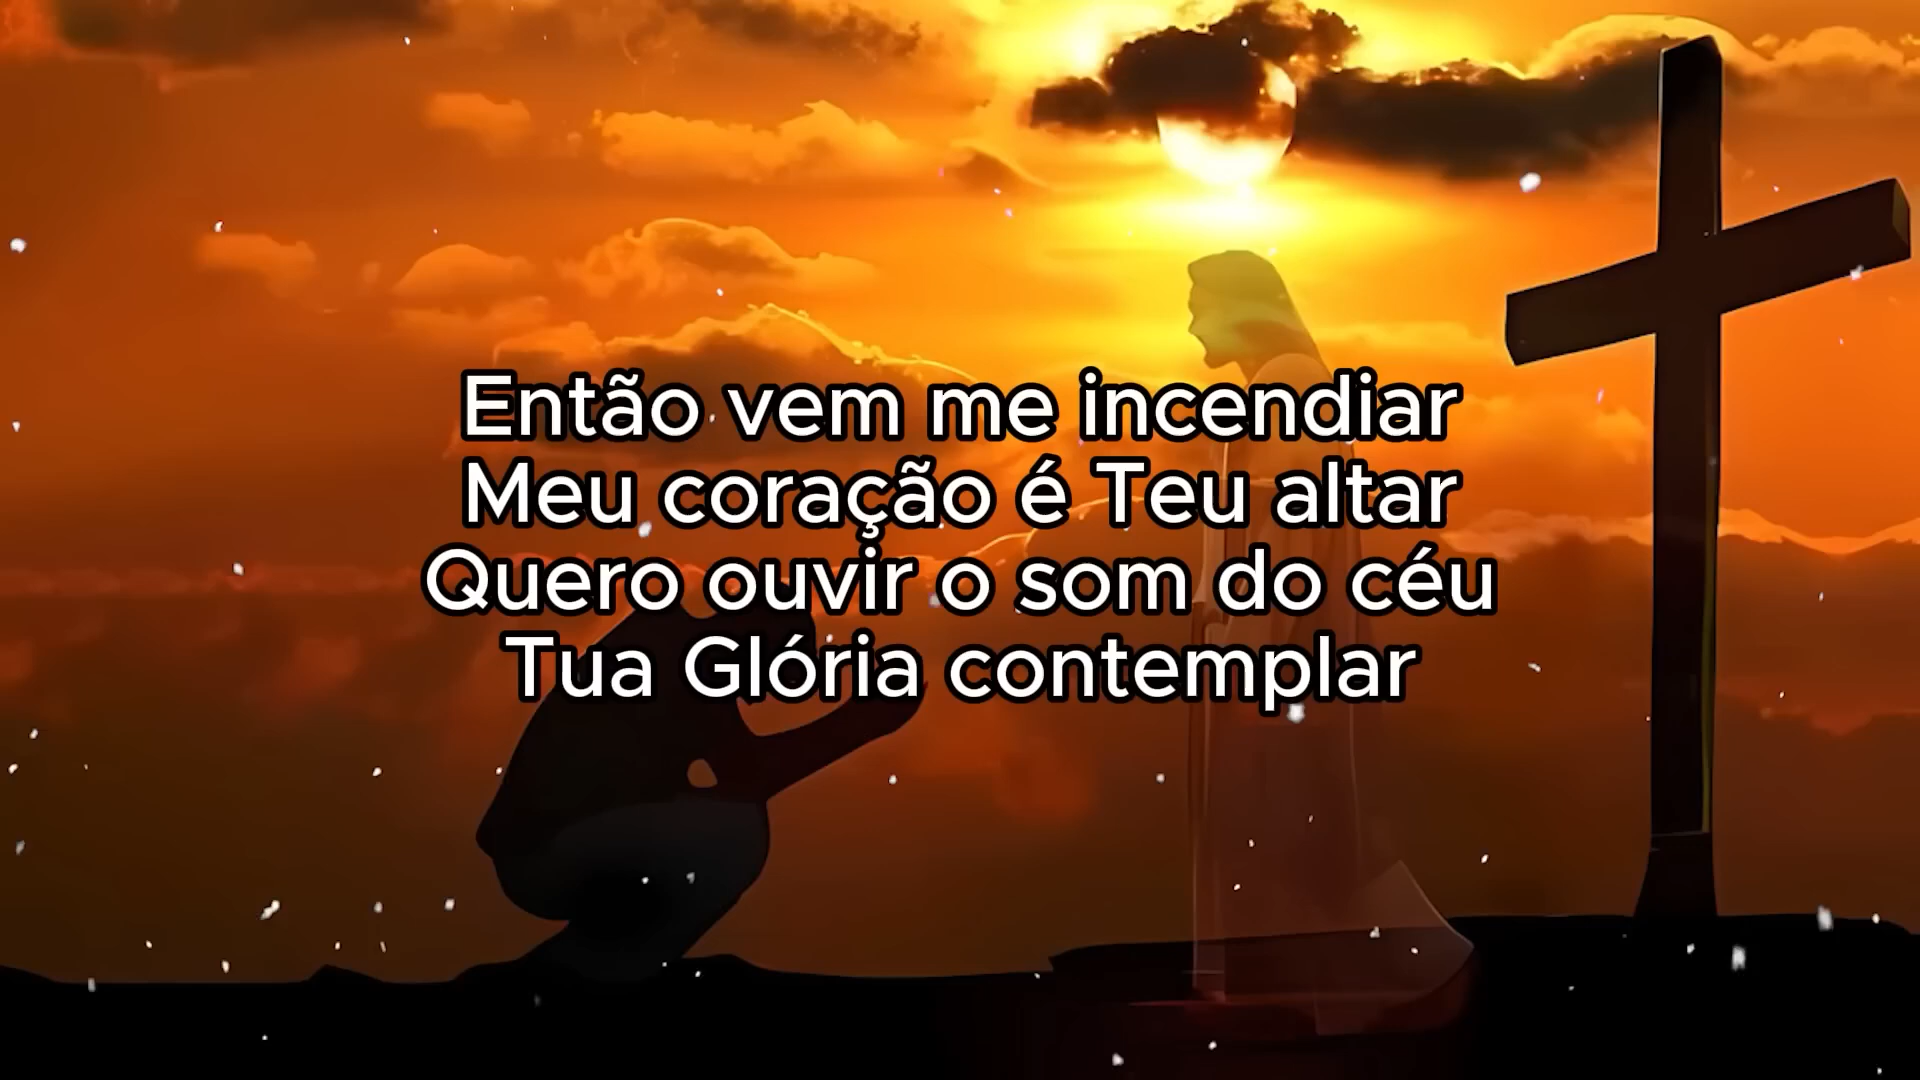 Então vem me incendiar
Meu coração é Teu altar
Quero ouvir o som do céu
Tua Glória contemplar